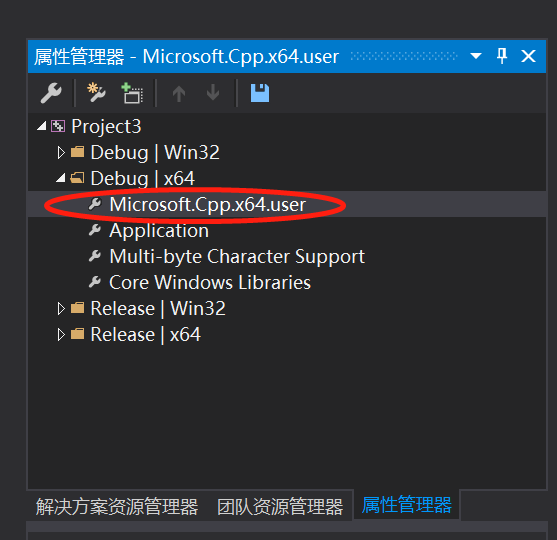 属性管理器 - Microsoft.Cpp.x64.user
Project3
Debug | Win32
Debug | x64
Microsoft.Cpp.x64.user
Application
Multi-byte Character Support
Core Windows Libraries
Release | Win32
Release | x64
解决方案资源管理器 团队资源管理器 属性管理器